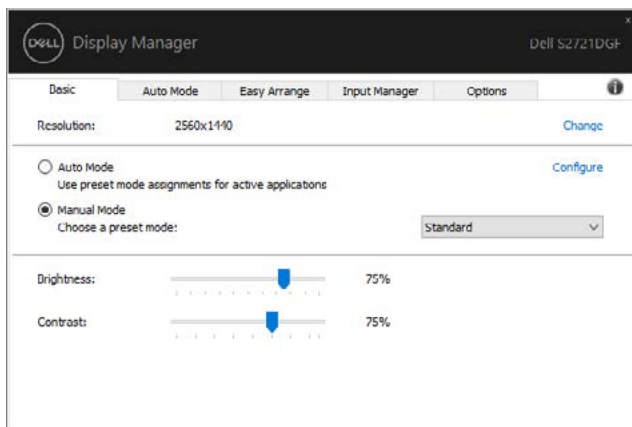 DELL Display Manager Dell S2721DGF
Basic Auto Mode Easy Arrange Input Manager Options
Resolution: 2560x1440 Change
Auto Mode Configure
Use preset mode assignments for active applications
Manual Mode
Choose a preset mode: Standard
Brightness: 75%
Contrast: 75%